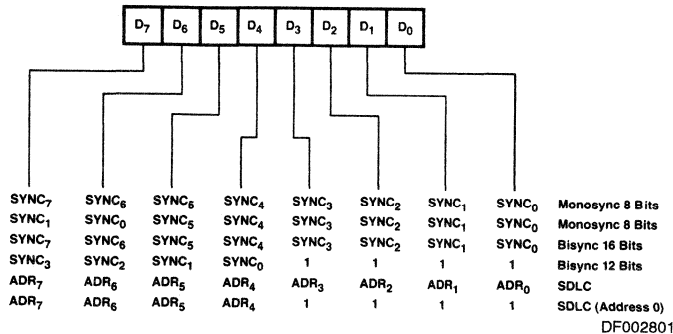 D7 D6 D5 D4 D3 D2 D1 D0
SYNC7 SYNC6 SYNC5 SYNC4 SYNC3 SYNC2 SYNC1 SYNC0 Monosync 8 Bits
SYNC1 SYNC0 SYNC5 SYNC4 SYNC3 SYNC2 SYNC1 SYNC0 Monosync 8 Bits
SYNC7 SYNC6 SYNC5 SYNC4 SYNC3 SYNC2 SYNC1 SYNC0 Bisync 16 Bits
SYNC3 SYNC2 SYNC1 SYNC0 1 1 1 1 Bisync 12 Bits
ADR7 ADR6 ADR5 ADR4 ADR3 ADR2 ADR1 ADR0 SDLC
ADR7 ADR6 ADR5 ADR4 1 1 1 1 SDLC (Address 0)
DF002801